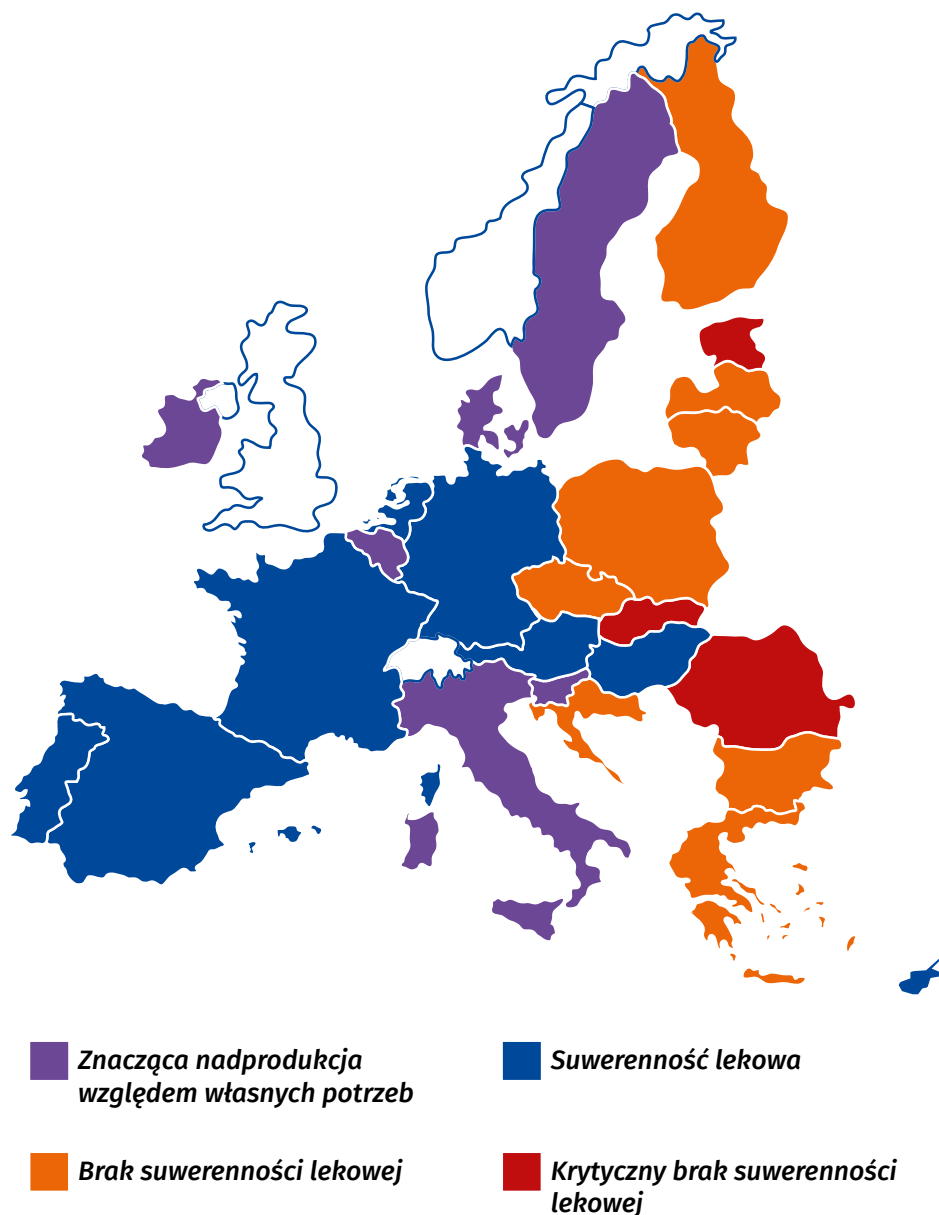 Znacząca nadprodukcja
względem własnych potrzeb
Suwerenność lekowa
Brak suwerenności lekowej
Krytyczny brak suwerenności
lekowej